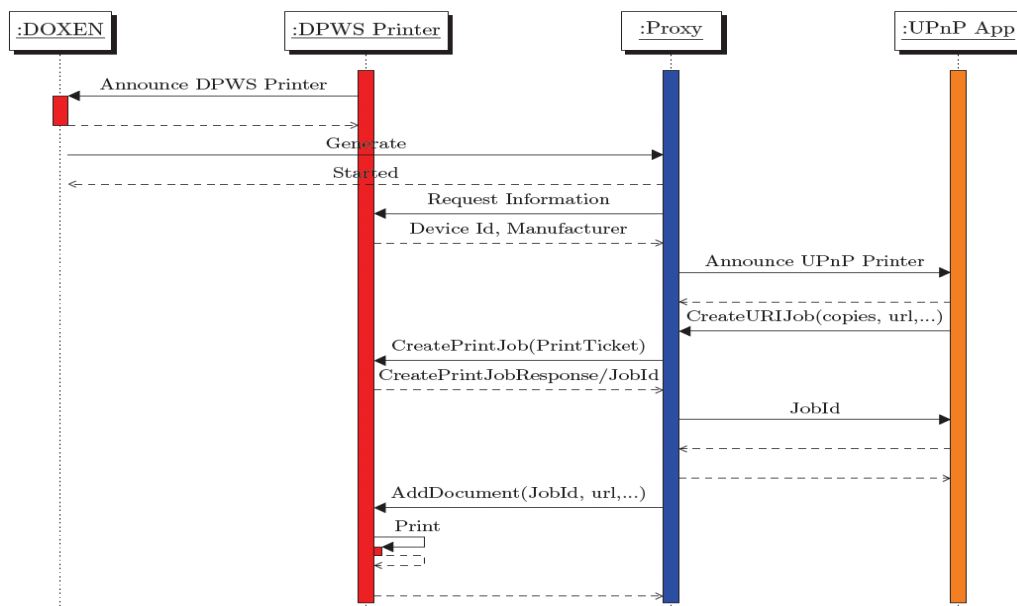 :DOXEN
:DPWS Printer
:Proxy
:UPnP App
Announce DPWS Printer
Generate
Started
Request Information
Device Id, Manufacturer
Announce UPnP Printer
CreateURIJob(copies, url,...)
CreatePrintJob(PrintTicket)
CreatePrintJobResponse/JobId
JobId
AddDocument(JobId, url,...)
Print